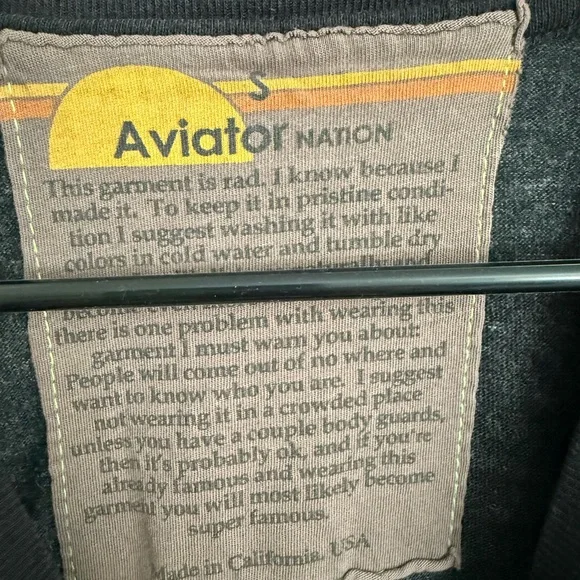 S
Aviator NATION
This garment is rad. I know because I
made it. To keep it in pristine condi-
tion I suggest washing it with like
colors in cold water and tumble dry
naturally and
become even
there is one problem with wearing this
garment I must warn you about:
People will come out of no where and
want to know who you are. I suggest
not wearing it in a crowded place
unless you have a couple body guards,
then it's probably ok, and if you're
already famous and wearing this
garment you will most likely become
super famous.
Made in California, USA